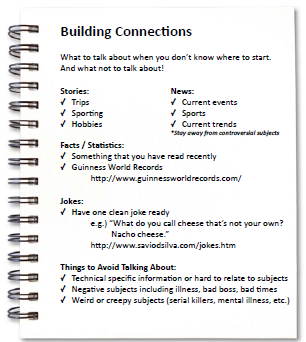 Building Connections
What to talk about when you don't know where to start.
And what not to talk about!
Stories:
✓ Trips
✓ Sporting
✓ Hobbies
News:
✓ Current events
✓ Sports
✓ Current trends
*Stay away from controversial subjects
Facts / Statistics:
✓ Something that you have read recently
✓ Guinness World Records
http://www.guinnessworldrecords.com/
Jokes:
✓ Have one clean joke ready
e.g.) "What do you call cheese that's not your own?
Nacho cheese."
http://www.saviodsilva.com/jokes.htm
Things to Avoid Talking About:
✓ Technical specific information or hard to relate to subjects
✓ Negative subjects including illness, bad boss, bad times
✓ Weird or creepy subjects (serial killers, mental illness, etc.)